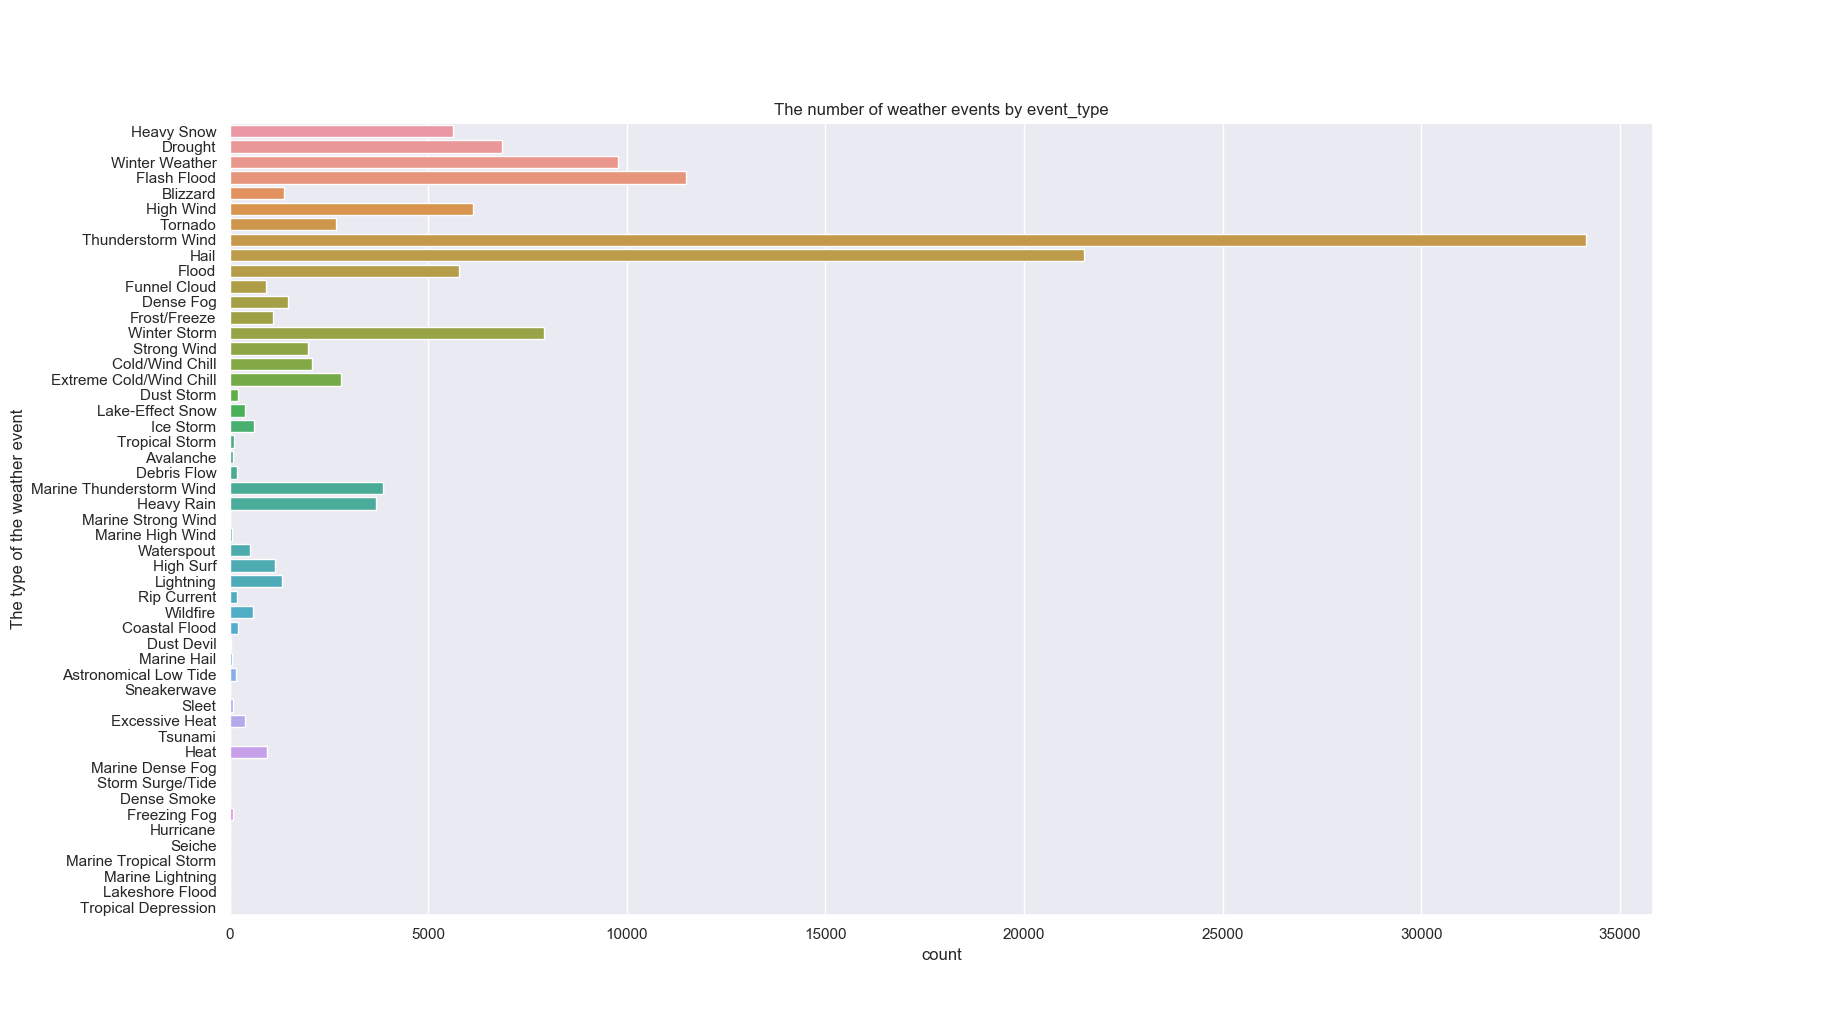 The number of weather events by event_type
The type of the weather event
Heavy Snow
Drought
Winter Weather
Flash Flood
Blizzard
High Wind
Tornado
Thunderstorm Wind
Hail
Flood
Funnel Cloud
Dense Fog
Frost/Freeze
Winter Storm
Strong Wind
Cold/Wind Chill
Extreme Cold/Wind Chill
Dust Storm
Lake-Effect Snow
Ice Storm
Tropical Storm
Avalanche
Debris Flow
Marine Thunderstorm Wind
Heavy Rain
Marine Strong Wind
Marine High Wind
Waterspout
High Surf
Lightning
Rip Current
Wildfire
Coastal Flood
Dust Devil
Marine Hail
Astronomical Low Tide
Sneakerwave
Sleet
Excessive Heat
Tsunami
Heat
Marine Dense Fog
Storm Surge/Tide
Dense Smoke
Freezing Fog
Hurricane
Seiche
Marine Tropical Storm
Marine Lightning
Lakeshore Flood
Tropical Depression
0 5000 10000 15000 20000 25000 30000 35000
count